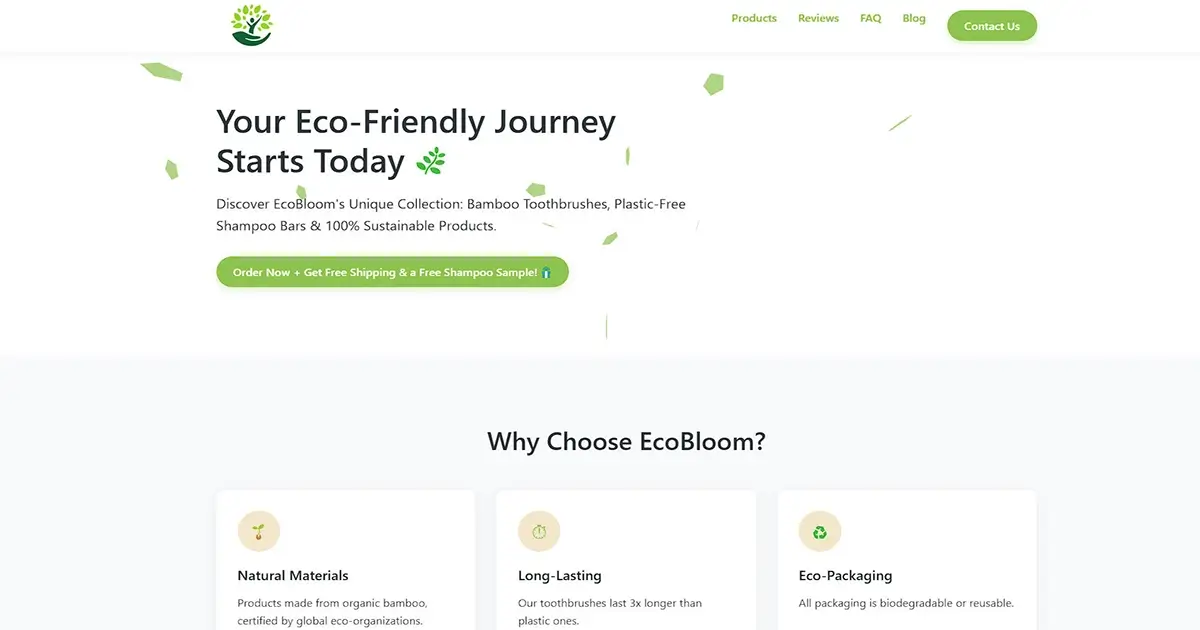 Products Reviews FAQ Blog Contact Us
Your Eco-Friendly Journey
Starts Today
Discover EcoBloom's Unique Collection: Bamboo Toothbrushes, Plastic-Free
Shampoo Bars & 100% Sustainable Products.
Order Now + Get Free Shipping & a Free Shampoo Sample!
Why Choose EcoBloom?
Natural Materials
Products made from organic bamboo,
certified by global eco-organizations.
Long-Lasting
Our toothbrushes last 3x longer than
plastic ones.
Eco-Packaging
All packaging is biodegradable or reusable.